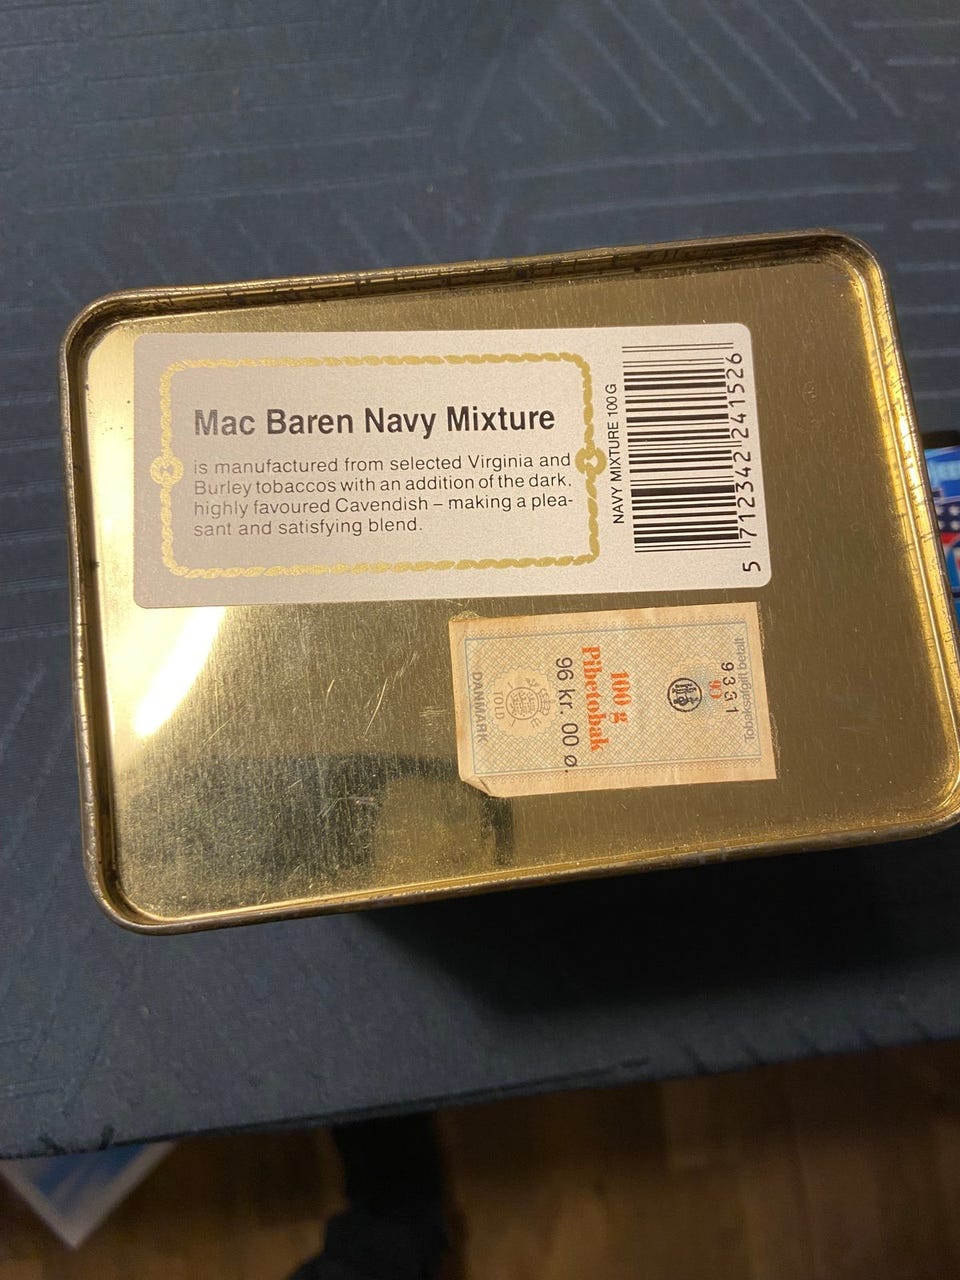 Mac Baren Navy Mixture
is manufactured from selected Virginia and
Burley tobaccos with an addition of the dark,
highly favoured Cavendish – making a plea-
sant and satisfying blend.
NAVY MIXTURE 100 G
5 712342 241526
DANMARK
TOLD
96 kr. 00 ø.
100 g
Pibetobak
93
9331
Tobaksafgift betalt